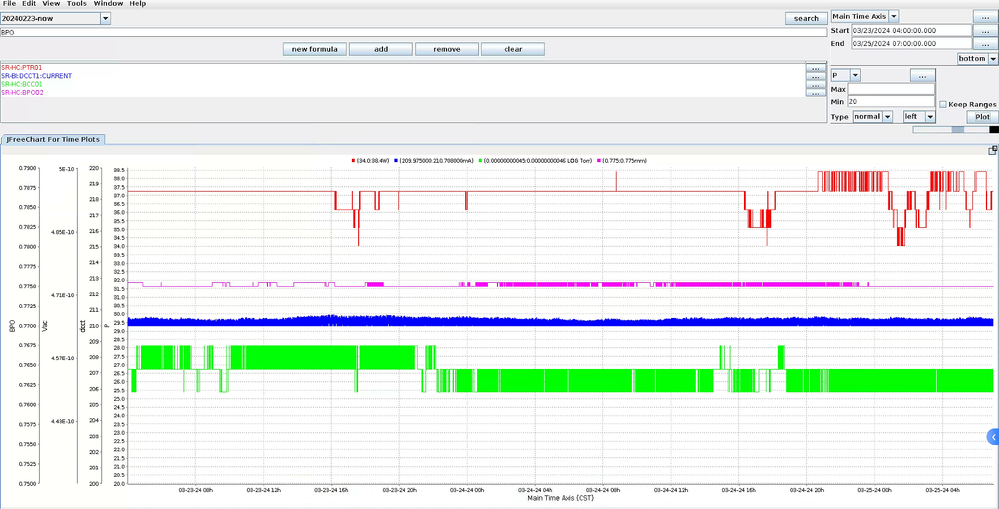 File Edit View Tools Window Help
20240223-now
search
BPO
new formula add remove clear
SR-HC:PTR01
SR-BI:DCCT1:CURRENT
SR-HC:BCC01
SR-HC:BPO02
... 
...
...
...
Main Time Axis ...
Start 03/23/2024 04:00:00.000 ...
End 03/25/2024 07:00:00.000 ...
bottom
P ...
Max
Min 20
Keep Ranges
Type normal left Plot
JFreeChart For Time Plots
(34.0:38.4W) (209.975000:210.708000mA) (0.00000000045:0.00000000046 LOG Torr) (0.775:0.775mm)
BPO
0.7900
0.7875
0.7850
0.7825
0.7800
0.7775
0.7750
0.7725
0.7700
0.7675
0.7650
0.7625
0.7600
0.7575
0.7550
0.7525
0.7500
Vac
5E-10
4.85E-10
4.71E-10
4.57E-10
4.43E-10
dcct
220
219
218
217
216
215
214
213
212
211
210
209
208
207
206
205
204
203
202
201
200
P
38.5
38.0
37.5
37.0
36.5
36.0
35.5
35.0
34.5
34.0
33.5
33.0
32.5
32.0
31.5
31.0
30.5
30.0
29.5
29.0
28.5
28.0
27.5
27.0
26.5
26.0
25.5
25.0
24.5
24.0
23.5
23.0
22.5
22.0
21.5
21.0
20.5
20.0
03-23-24 08h 03-23-24 12h 03-23-24 16h 03-23-24 20h 03-24-24 00h 03-24-24 04h 03-24-24 08h 03-24-24 12h 03-24-24 16h 03-24-24 20h 03-25-24 00h 03-25-24 04h
Main Time Axis (CST)